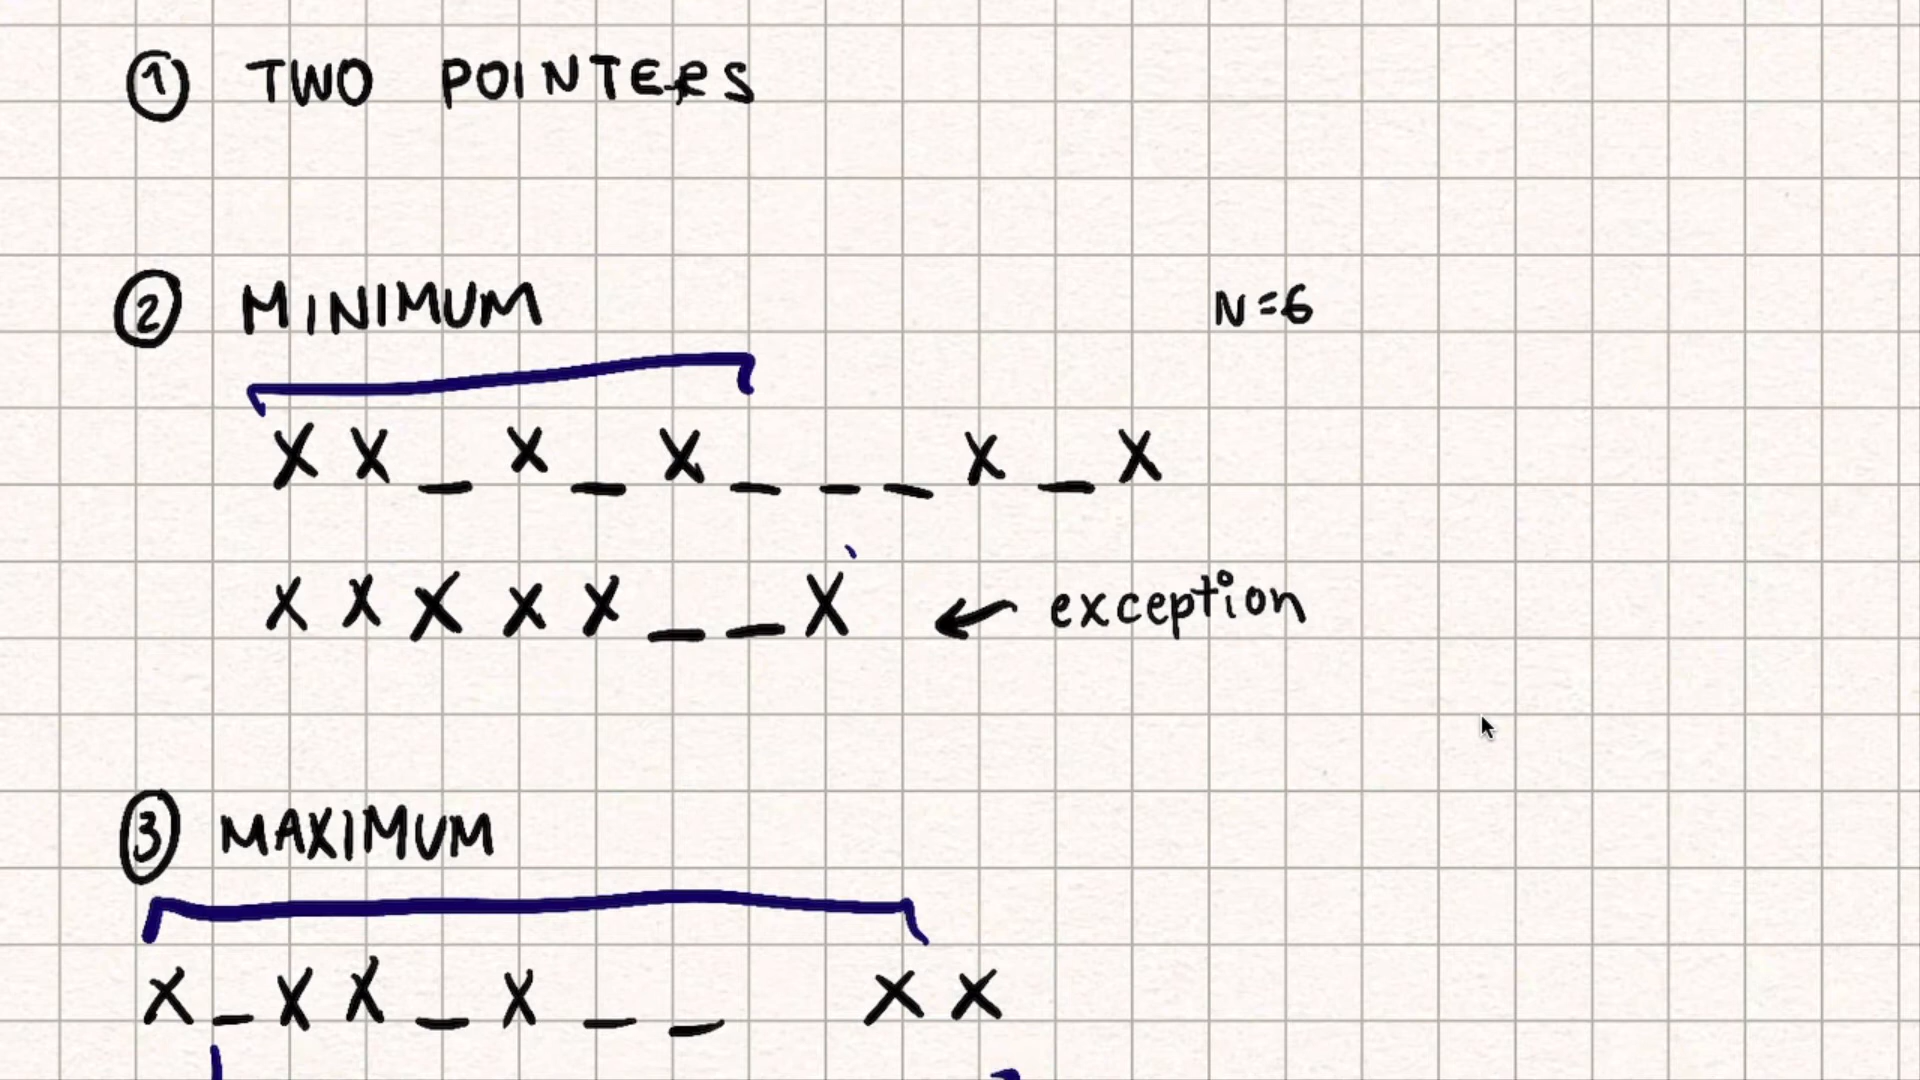 ① TWO POINTERS
② MINIMUM N=6
X X _ X _ X _ _ _ X _ X
X X X X X _ _ X ← exception
③ MAXIMUM
X _ X X _ X _ _ X X